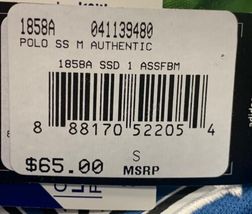 1858A 041139480
POLO SS M AUTHENTIC
1858A SSD 1 ASSFBM
8 88170 52205 4
S
$65.00 MSRP